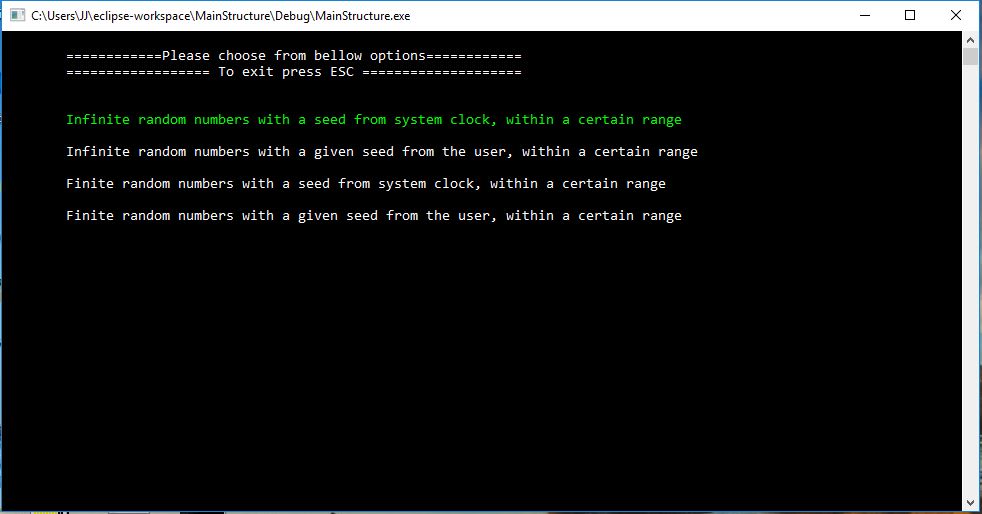 C:\Users\JJ\eclipse-workspace\MainStructure\Debug\MainStructure.exe
============Please choose from bellow options============
================== To exit press ESC ====================
Infinite random numbers with a seed from system clock, within a certain range
Infinite random numbers with a given seed from the user, within a certain range
Finite random numbers with a seed from system clock, within a certain range
Finite random numbers with a given seed from the user, within a certain range